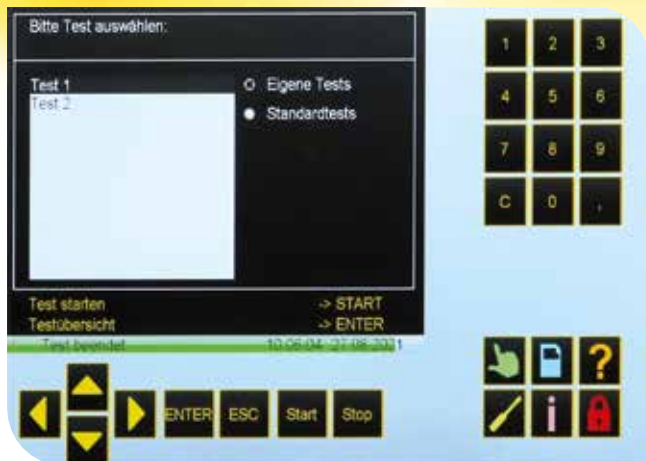 Bitte Test auswählen:
Test 1
Test 2
Eigene Tests
Standardtests
Test starten -> START
Testübersicht -> ENTER
Test beendet 10:06:04 27.08.2021
1 2 3
4 5 6
7 8 9
C 0 ,
ENTER ESC Start Stop
? i